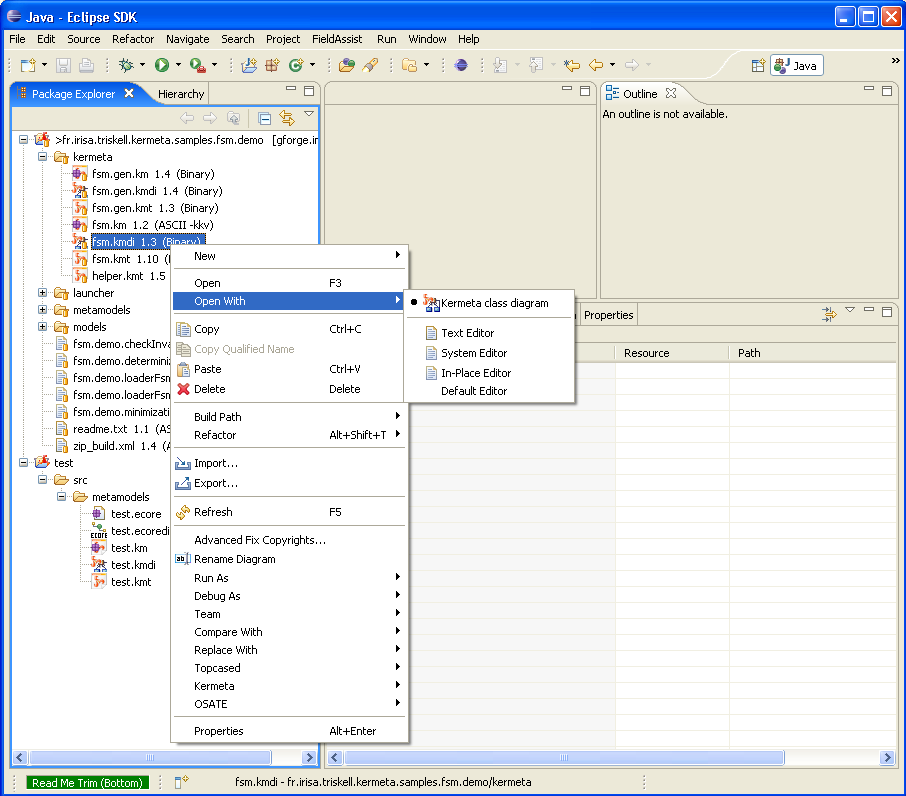 Java - Eclipse SDK
File Edit Source Refactor Navigate Search Project FieldAssist Run Window Help
Java
Package Explorer Hierarchy
Outline
An outline is not available.
>fr.irisa.triskell.kermeta.samples.fsm.demo [gforge.in
kermeta
fsm.gen.km 1.4 (Binary)
fsm.gen.kmdi 1.4 (Binary)
fsm.gen.kmt 1.3 (Binary)
fsm.km 1.2 (ASCII -kkv)
fsm.kmdi 1.3 (Binary)
fsm.kmt 1.10 (
helper.kmt 1.5
launcher
metamodels
models
fsm.demo.checkInva
fsm.demo.determiniz
fsm.demo.loaderFsm
fsm.demo.loaderFsm
fsm.demo.minimizati
readme.txt 1.1 (AS
zip_build.xml 1.4 (A
test
src
metamodels
test.ecore
test.ecoredi
test.km
test.kmdi
test.kmt
New
Open F3
Open With
Copy Ctrl+C
Copy Qualified Name
Paste Ctrl+V
Delete Delete
Build Path
Refactor Alt+Shift+T
Import...
Export...
Refresh F5
Advanced Fix Copyrights...
Rename Diagram
Run As
Debug As
Team
Compare With
Replace With
Topcased
Kermeta
OSATE
Properties Alt+Enter
Kermeta class diagram
Text Editor
System Editor
In-Place Editor
Default Editor
Properties
Resource Path
Read Me Trim (Bottom)
fsm.kmdi - fr.irisa.triskell.kermeta.samples.fsm.demo/kermeta